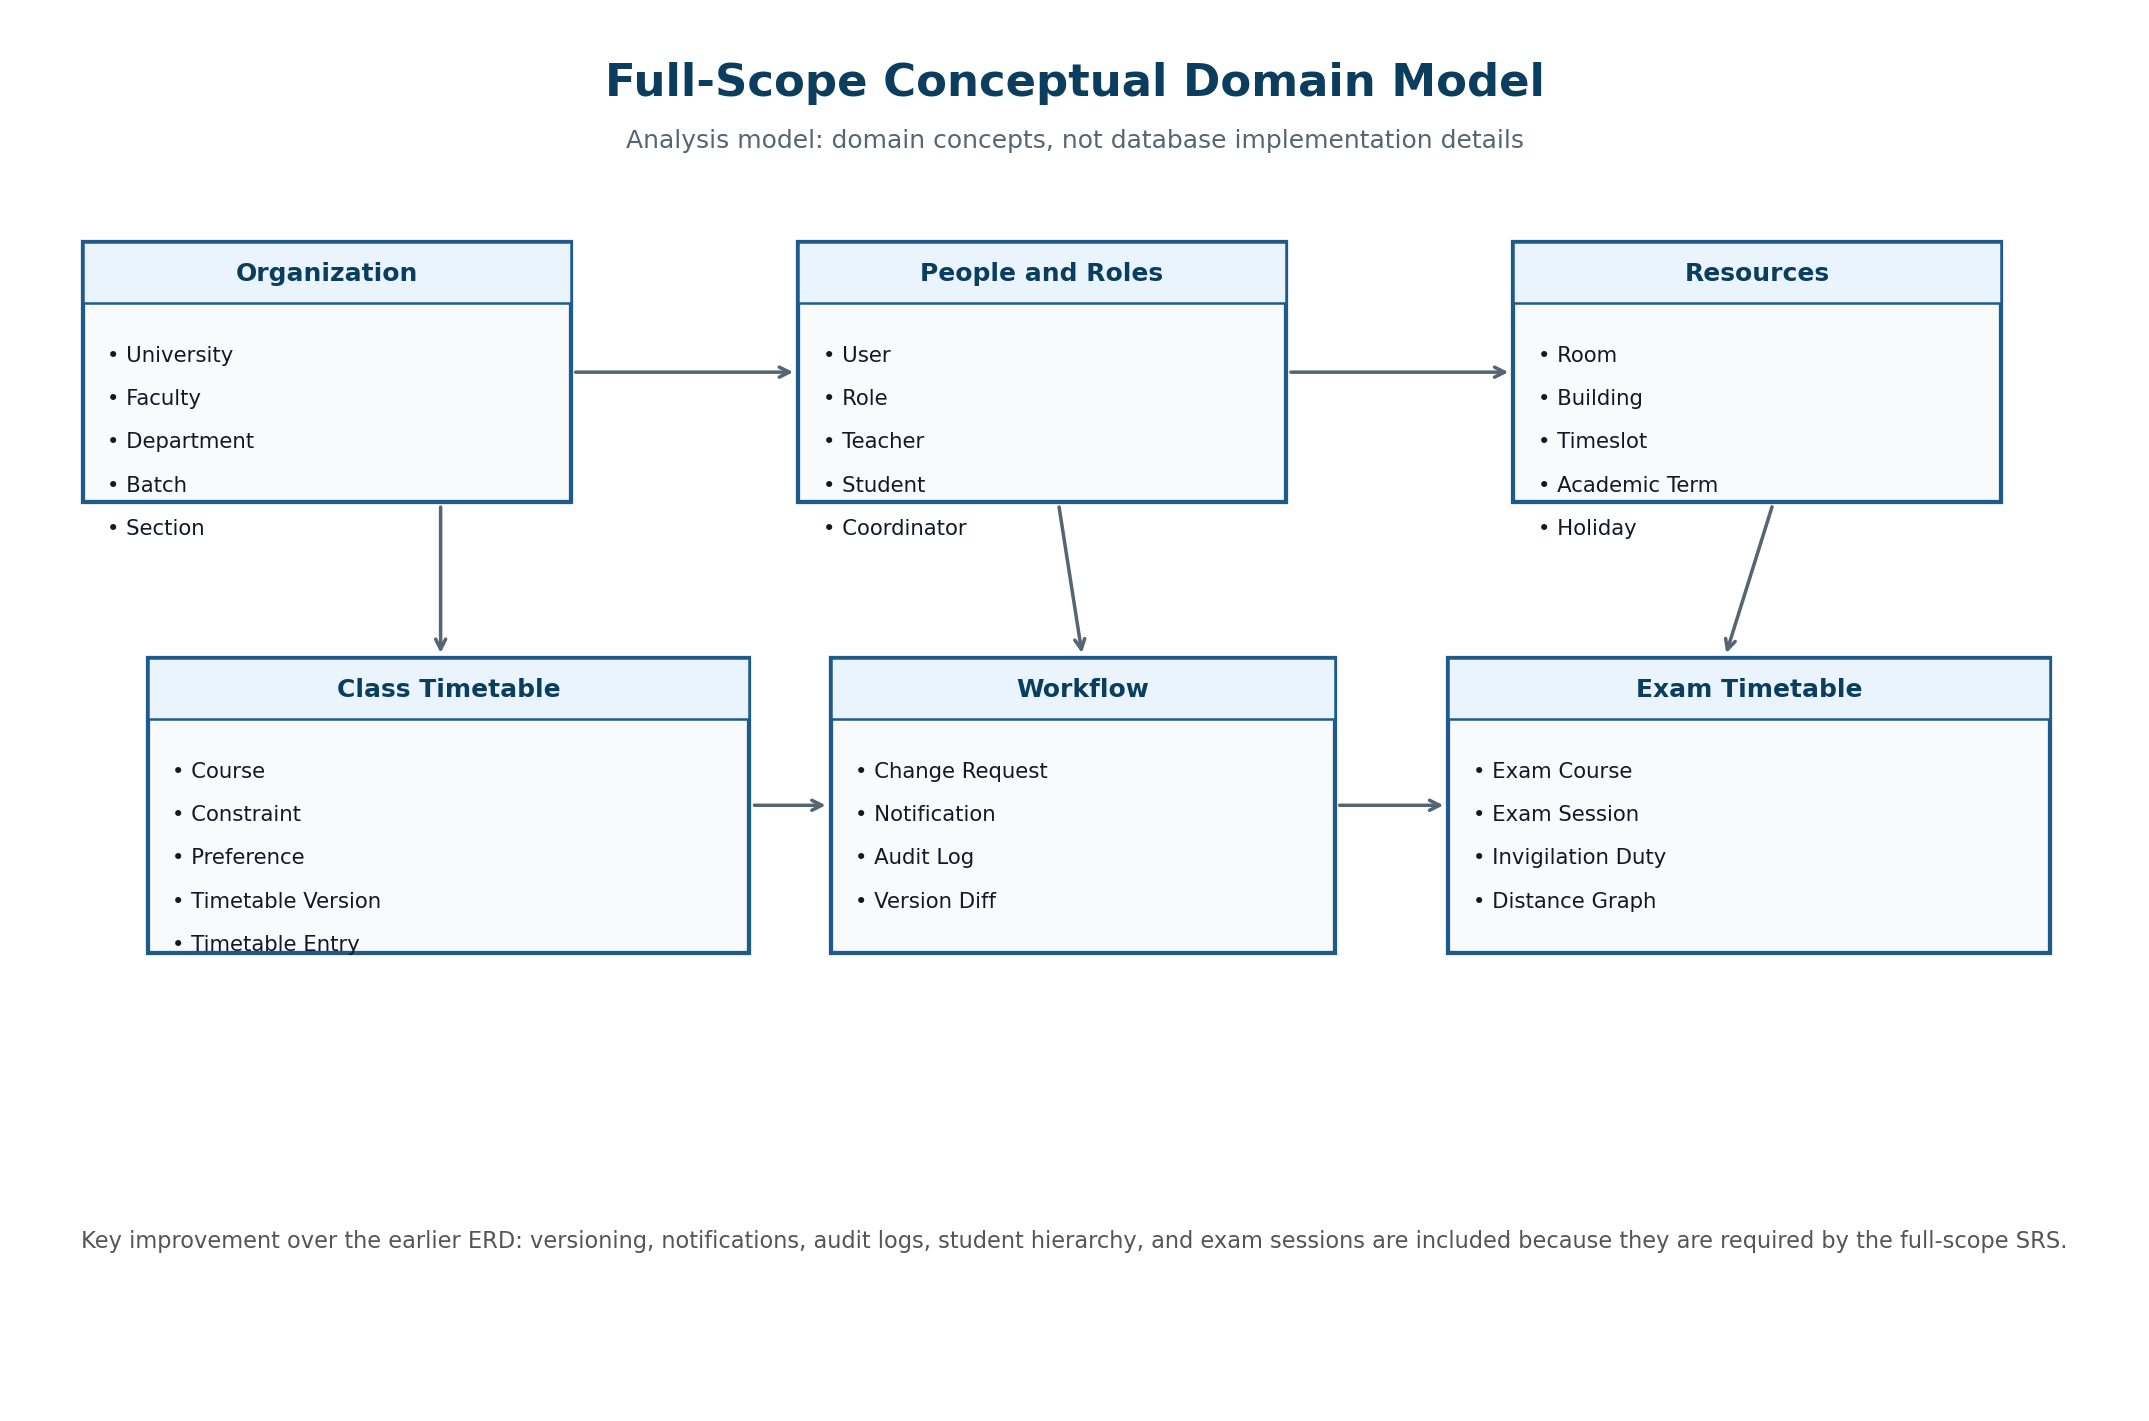 Full-Scope Conceptual Domain Model
Analysis model: domain concepts, not database implementation details
Organization
• University
• Faculty
• Department
• Batch
• Section
People and Roles
• User
• Role
• Teacher
• Student
• Coordinator
Resources
• Room
• Building
• Timeslot
• Academic Term
• Holiday
Class Timetable
• Course
• Constraint
• Preference
• Timetable Version
• Timetable Entry
Workflow
• Change Request
• Notification
• Audit Log
• Version Diff
Exam Timetable
• Exam Course
• Exam Session
• Invigilation Duty
• Distance Graph
Key improvement over the earlier ERD: versioning, notifications, audit logs, student hierarchy, and exam sessions are included because they are required by the full-scope SRS.